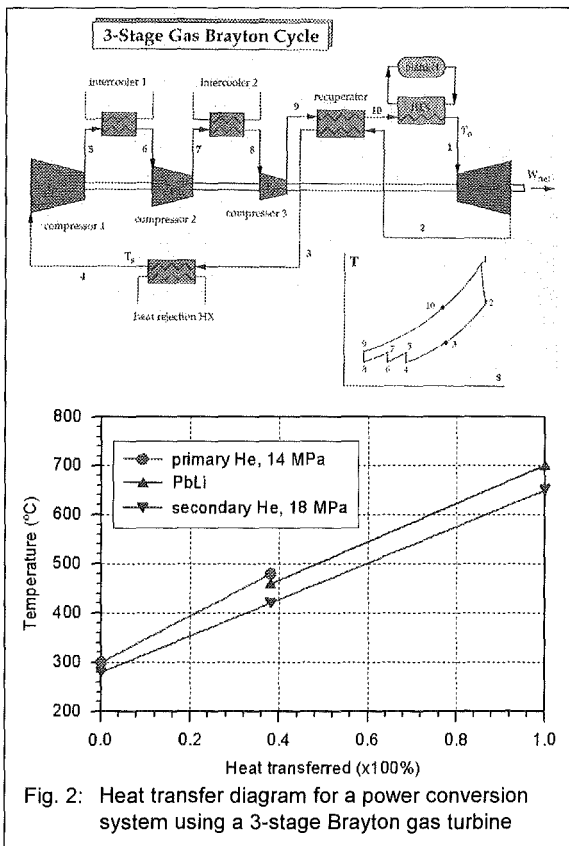 3-Stage Gas Brayton Cycle
intercooler 1
Intercooler 2
recuperator
blanket
IHX
9
10
5
6
7
8
1
T₀
Wnet
compressor 1
compressor 2
compressor 3
2
3
4
Heat rejection HX
T
1
10
2
9
7
5
3
8
6
4
s
800
700
600
500
400
300
200
Temperature (ºC)
primary He, 14 MPa
PbLi
secondary He, 18 MPa
0.0
0.2
0.4
0.6
0.8
1.0
Heat transferred (x100%)
Fig. 2: Heat transfer diagram for a power conversion
system using a 3-stage Brayton gas turbine